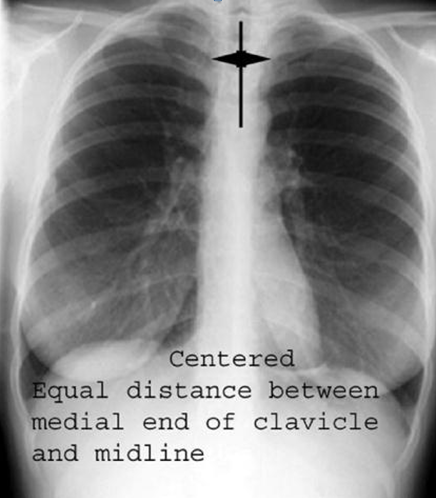 Centered
Equal distance between
medial end of clavicle
and midline